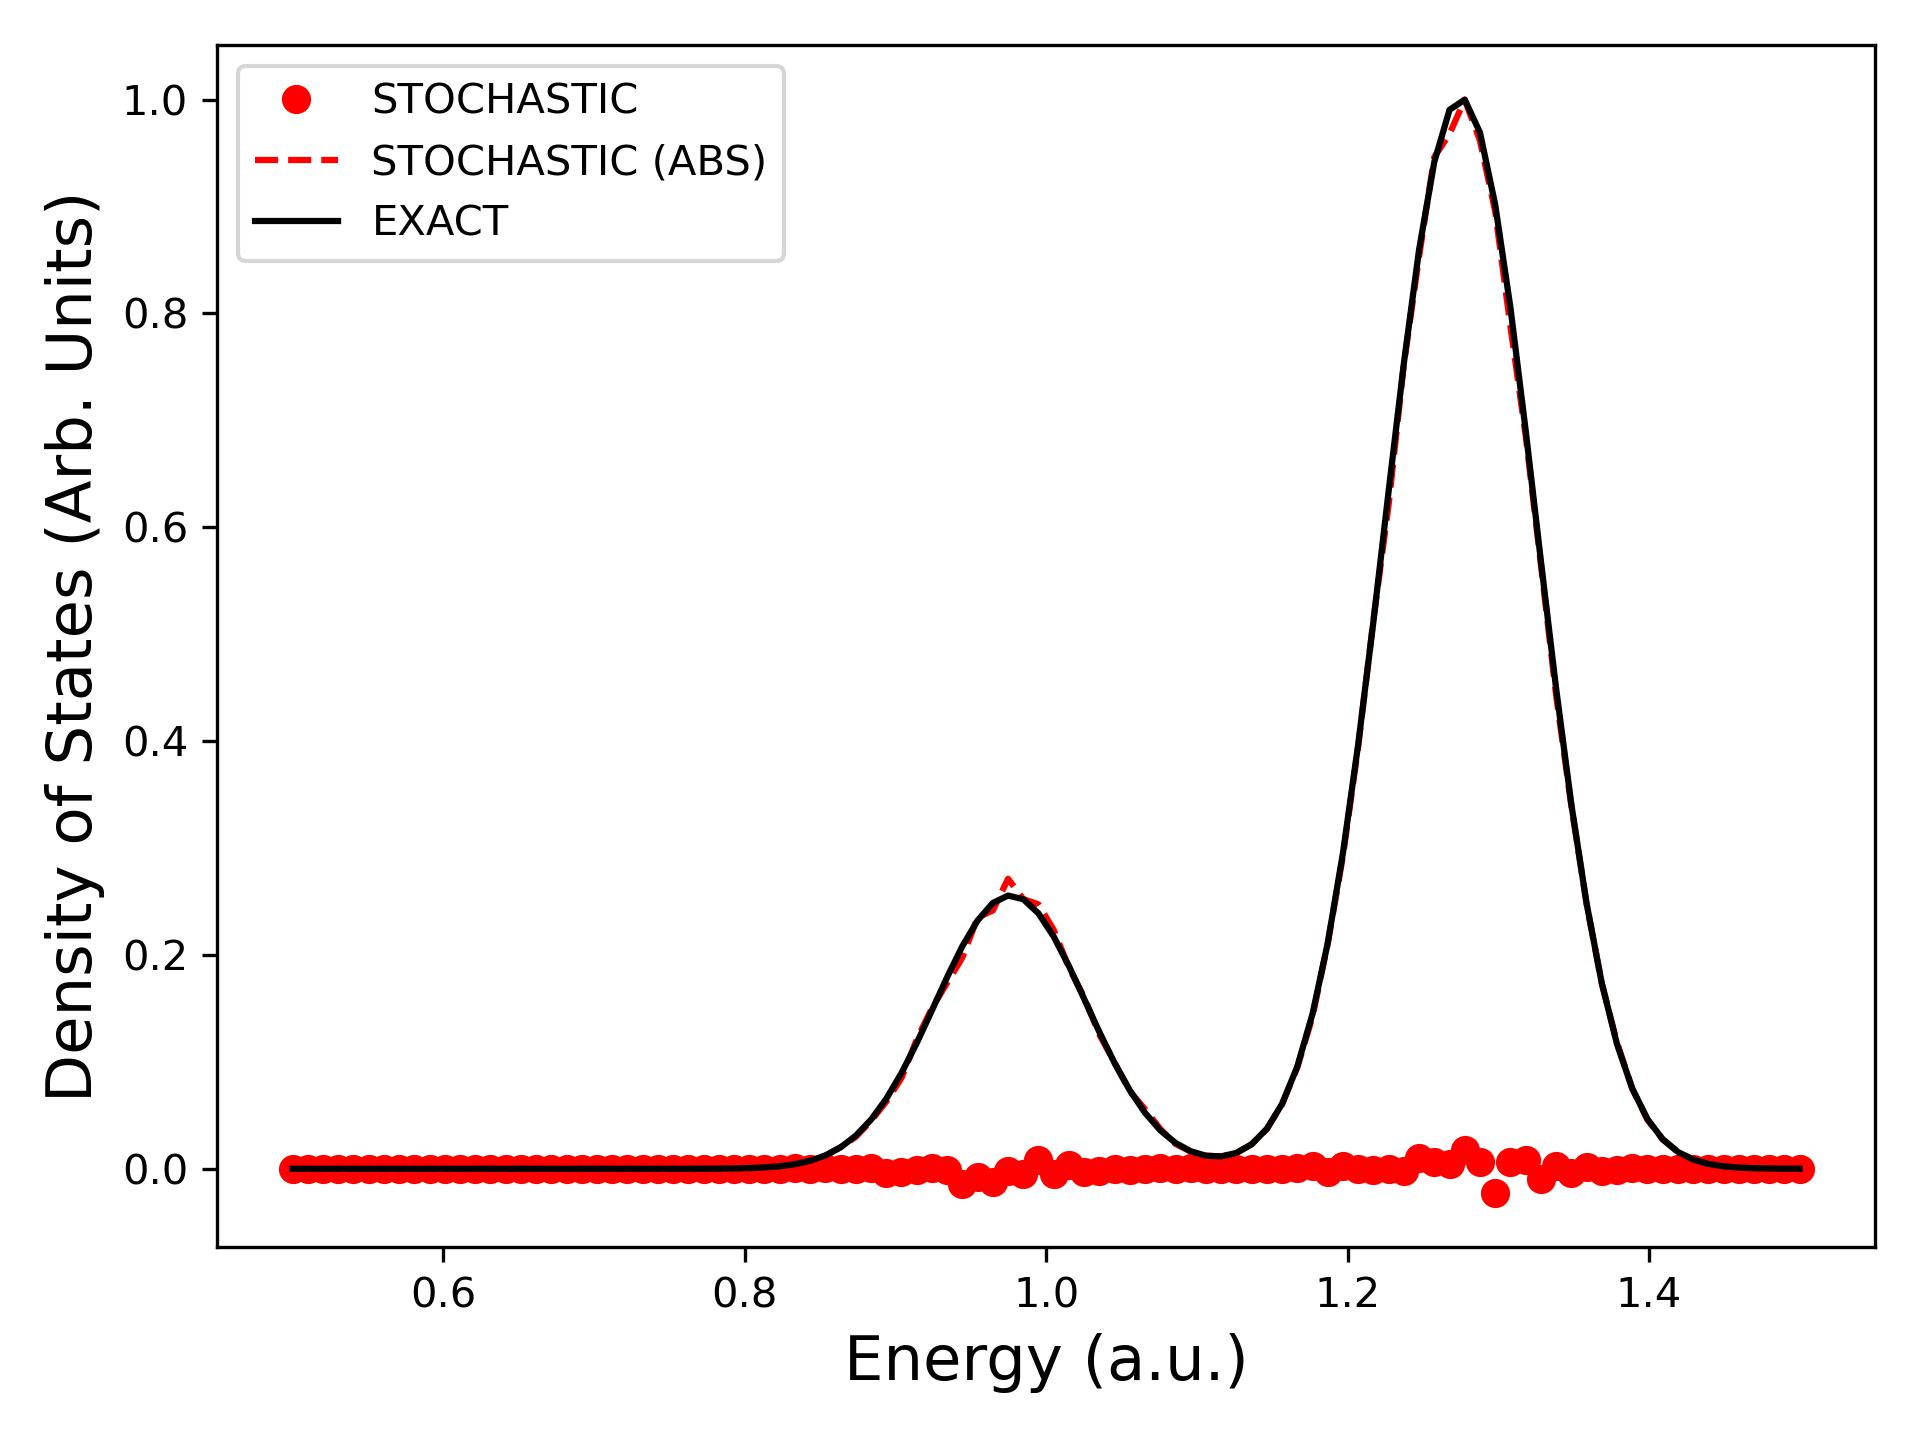 STOCHASTIC
STOCHASTIC (ABS)
EXACT
Density of States (Arb. Units)
1.0
0.8
0.6
0.4
0.2
0.0
0.6 0.8 1.0 1.2 1.4
Energy (a.u.)